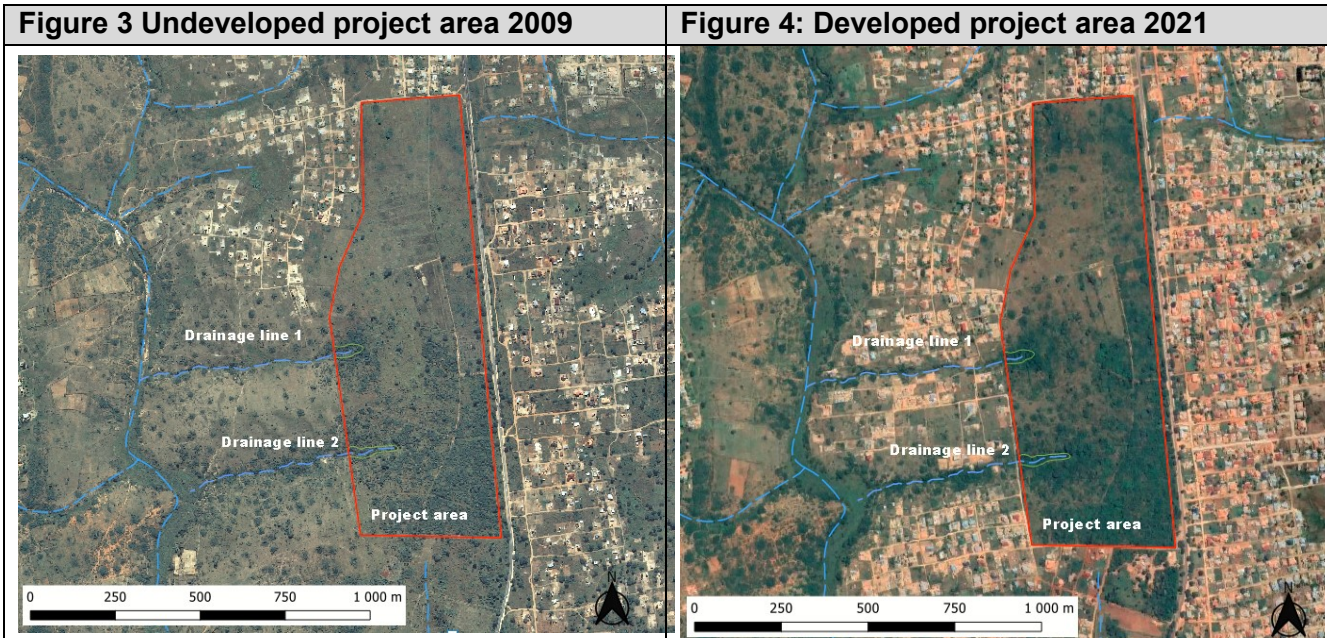 Figure 3 Undeveloped project area 2009
Figure 4: Developed project area 2021
Drainage line 1
Drainage line 2
Project area
N
0 250 500 750 1 000 m
Drainage line 1
Drainage line 2
Project area
N
0 250 500 750 1 000 m